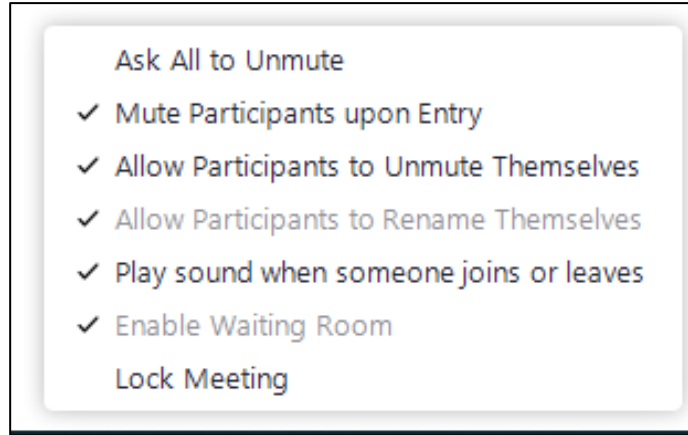 Ask All to Unmute
✓ Mute Participants upon Entry
✓ Allow Participants to Unmute Themselves
✓ Allow Participants to Rename Themselves
✓ Play sound when someone joins or leaves
✓ Enable Waiting Room
Lock Meeting